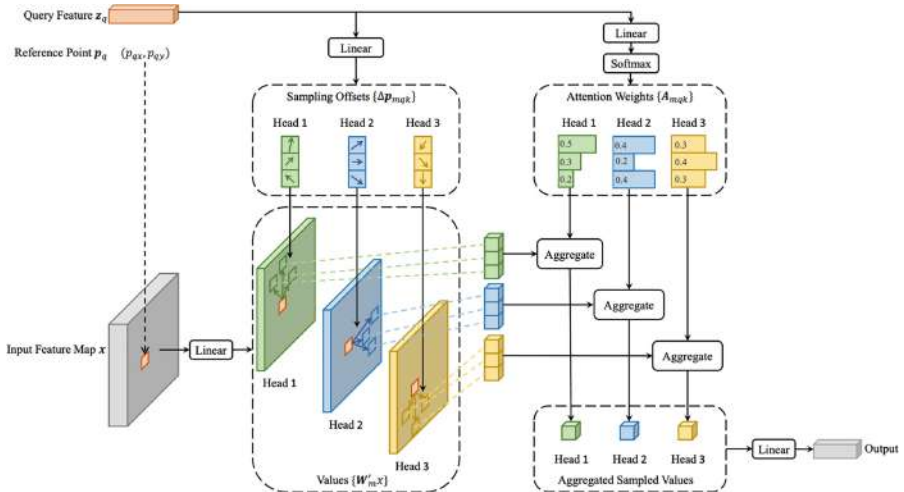 Query Feature z_q
Reference Point p_q (p_qx, p_qy)
Linear
Linear
Softmax
Sampling Offsets {Δp_mqk}
Head 1 Head 2 Head 3
Attention Weights {A_mqk}
Head 1 Head 2 Head 3
0.5 0.4 0.3
0.3 0.2 0.4
0.2 0.4 0.3
Aggregate
Aggregate
Aggregate
Input Feature Map x
Linear
Head 1
Head 2
Head 3
Values {W'_m x}
Head 1 Head 2 Head 3
Aggregated Sampled Values
Linear
Output